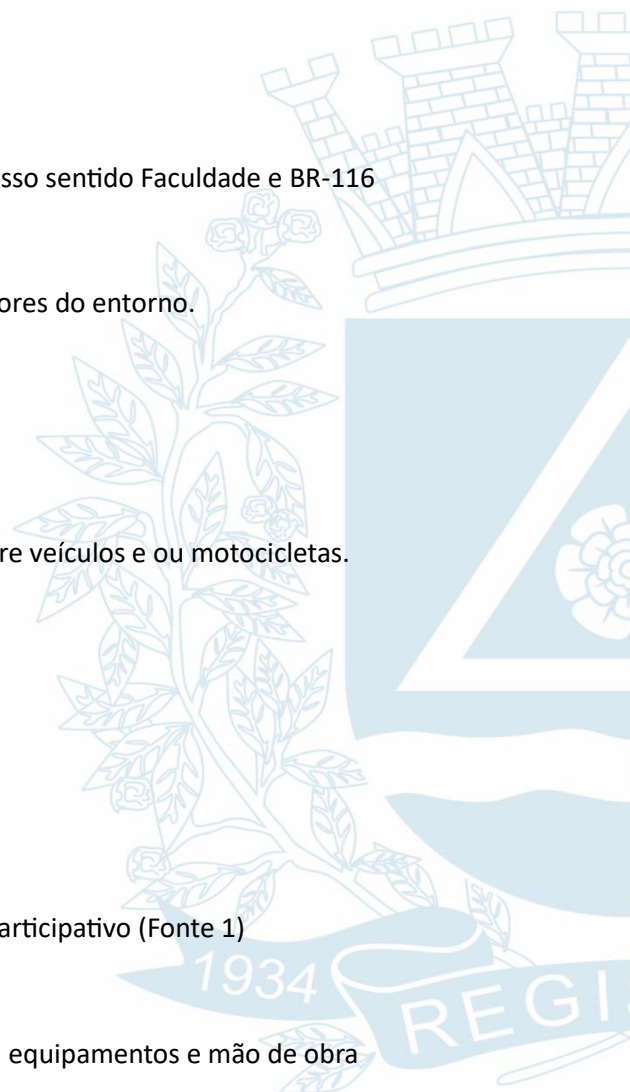 sso sentido Faculdade e BR-116
ores do entorno.
re veículos e ou motocicletas.
articipativo (Fonte 1)
1934
REGI
equipamentos e mão de obra